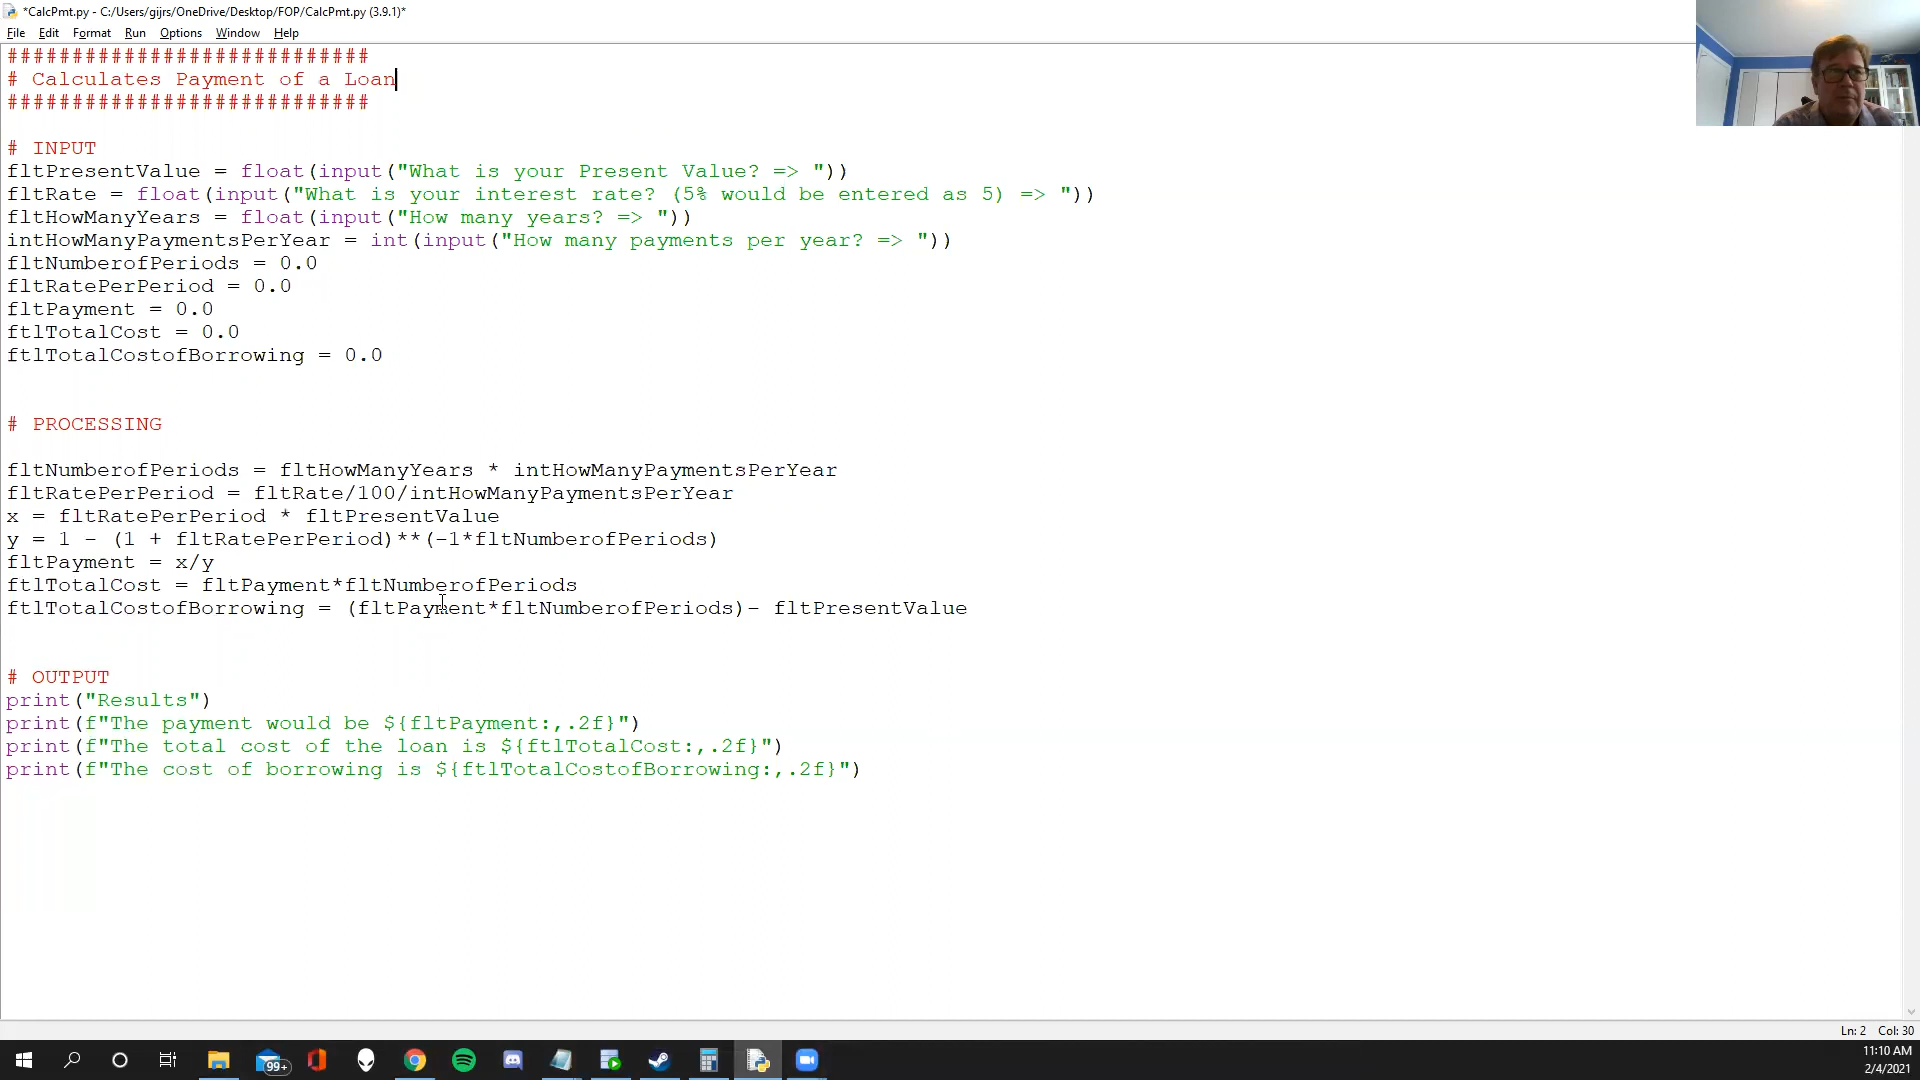 *CalcPmt.py - C:/Users/gijrs/OneDrive/Desktop/FOP/CalcPmt.py (3.9.1)*
File Edit Format Run Options Window Help
############################
# Calculates Payment of a Loan
############################
# INPUT
fltPresentValue = float(input("What is your Present Value? => "))
fltRate = float(input("What is your interest rate? (5% would be entered as 5) => "))
fltHowManyYears = float(input("How many years? => "))
intHowManyPaymentsPerYear = int(input("How many payments per year? => "))
fltNumberofPeriods = 0.0
fltRatePerPeriod = 0.0
fltPayment = 0.0
ftlTotalCost = 0.0
ftlTotalCostofBorrowing = 0.0
# PROCESSING
fltNumberofPeriods = fltHowManyYears * intHowManyPaymentsPerYear
fltRatePerPeriod = fltRate/100/intHowManyPaymentsPerYear
x = fltRatePerPeriod * fltPresentValue
y = 1 - (1 + fltRatePerPeriod)**(-1*fltNumberofPeriods)
fltPayment = x/y
ftlTotalCost = fltPayment*fltNumberofPeriods
ftlTotalCostofBorrowing = (fltPayment*fltNumberofPeriods)- fltPresentValue
# OUTPUT
print("Results")
print(f"The payment would be ${fltPayment:,.2f}")
print(f"The total cost of the loan is ${ftlTotalCost:,.2f}")
print(f"The cost of borrowing is ${ftlTotalCostofBorrowing:,.2f}")
Ln: 2 Col: 30
99+
11:10 AM
2/4/2021